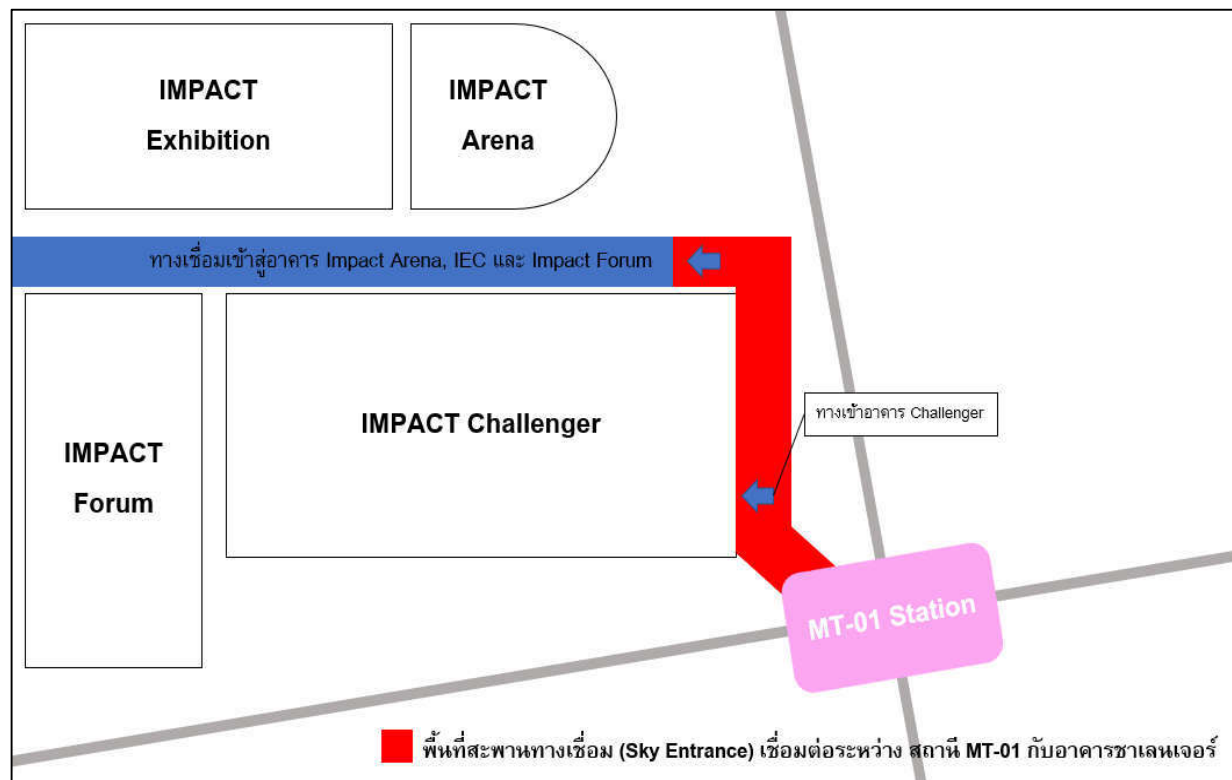 IMPACT
Exhibition
IMPACT
Arena
ทางเชื่อมเข้าสู่อาคาร Impact Arena, IEC และ Impact Forum
IMPACT Challenger
ทางเข้าอาคาร Challenger
IMPACT
Forum
MT-01 Station
พื้นที่สะพานทางเชื่อม (Sky Entrance) เชื่อมต่อระหว่าง สถานี MT-01 กับอาคารชาเลนเจอร์